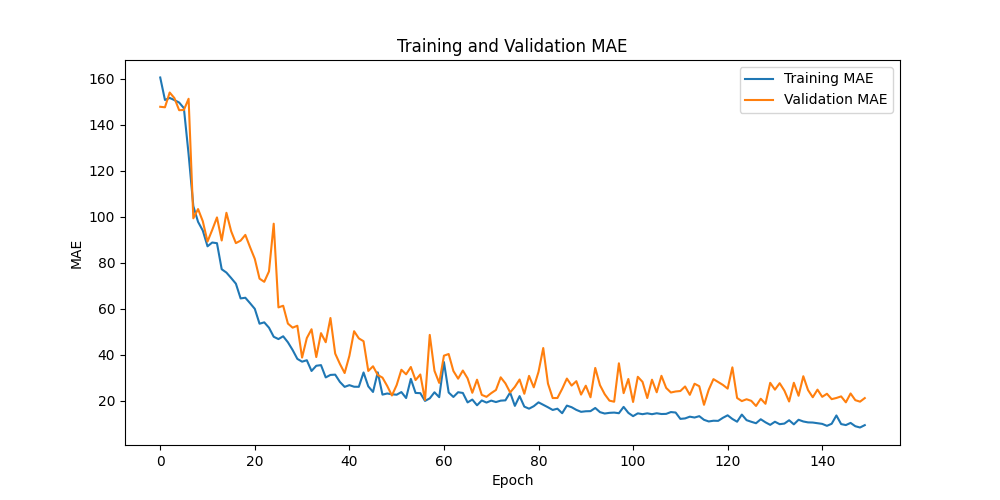 Training and Validation MAE
Training MAE
Validation MAE
MAE
160
140
120
100
80
60
40
20
0 20 40 60 80 100 120 140
Epoch